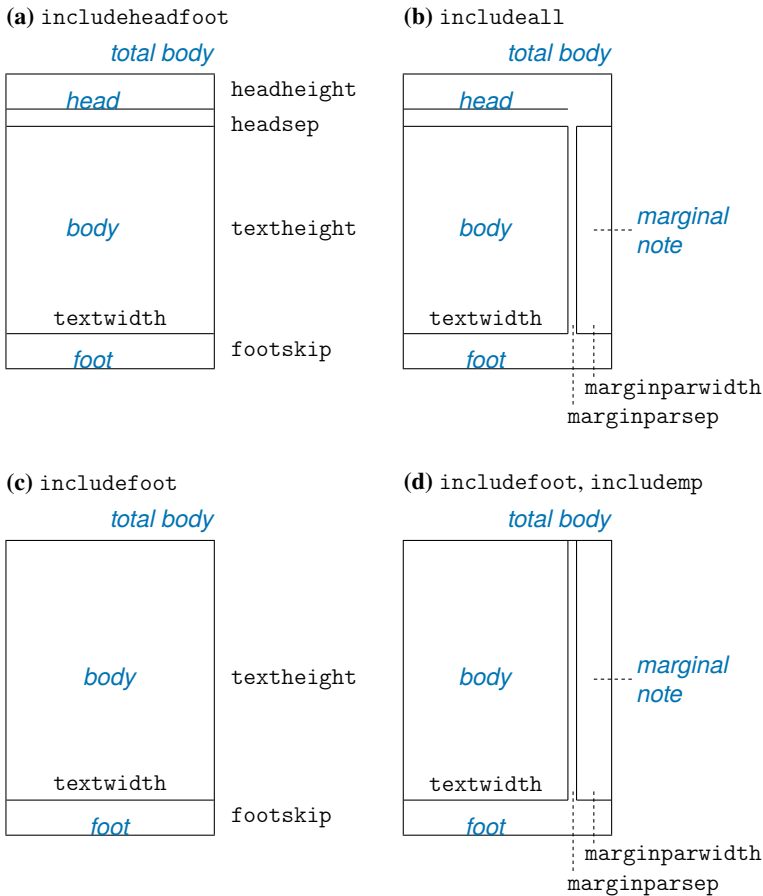 (a) includeheadfoot
total body
head
headheight
headsep
body
textheight
textwidth
foot
footskip
(b) includeall
total body
head
body
marginal
note
textwidth
foot
marginparwidth
marginparsep
(c) includefoot
total body
body
textheight
textwidth
foot
footskip
(d) includefoot, includemp
total body
body
marginal
note
textwidth
foot
marginparwidth
marginparsep